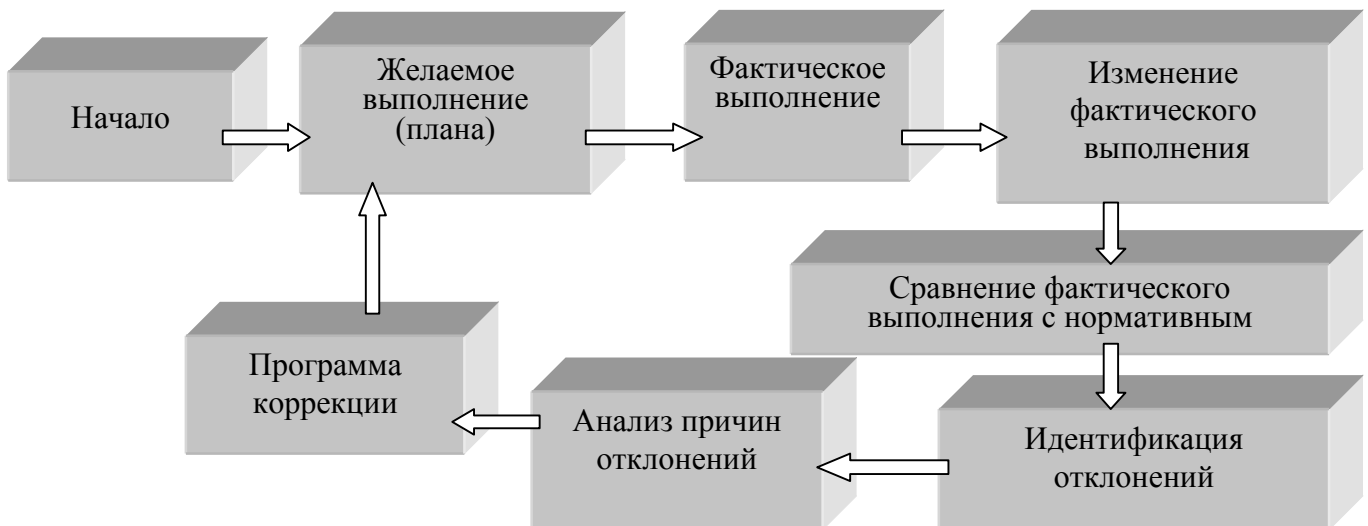 Начало
Желаемое
выполнение
(плана)
Фактическое
выполнение
Изменение
фактического
выполнения
Сравнение фактического
выполнения с нормативным
Идентификация
отклонений
Анализ причин
отклонений
Программа
коррекции